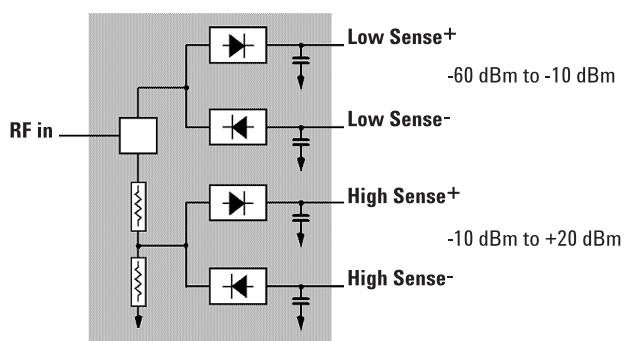 Low Sense+
-60 dBm to -10 dBm
RF in
Low Sense-
High Sense+
-10 dBm to +20 dBm
High Sense-